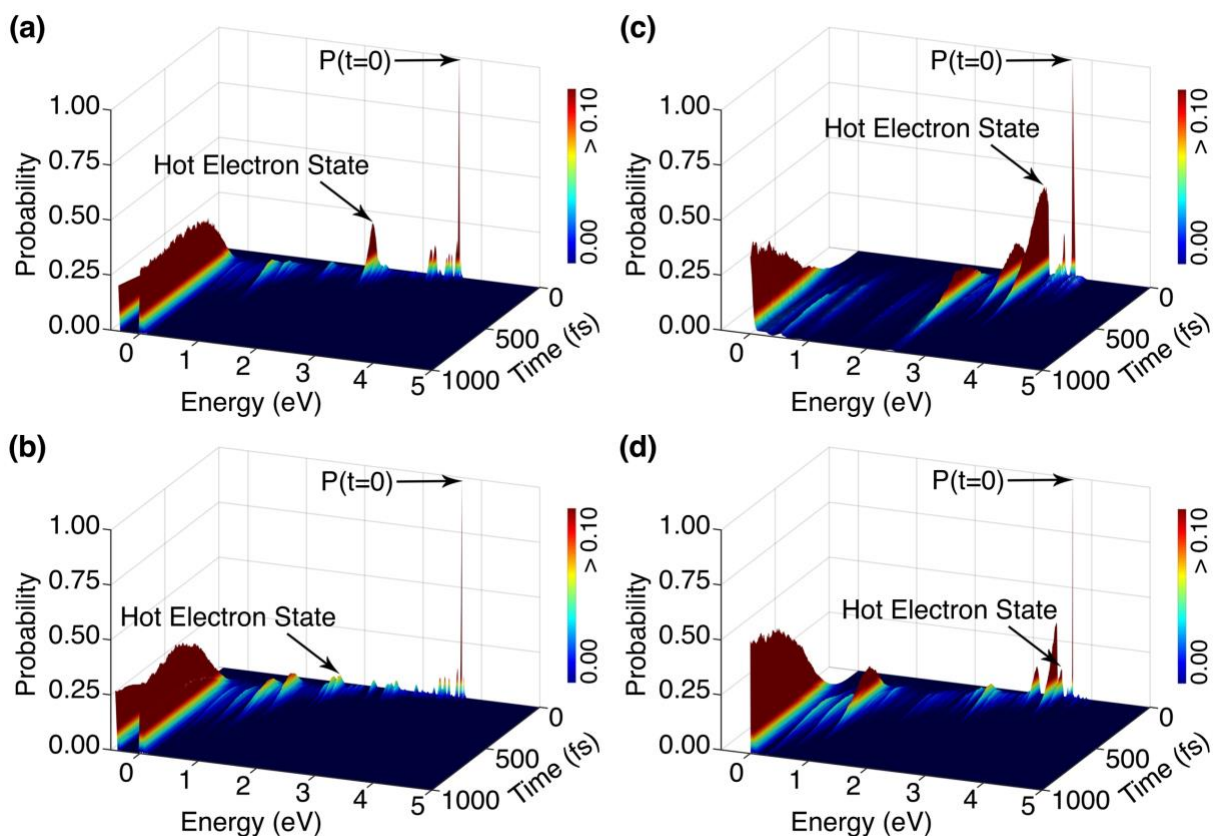 (a)
P(t=0)
Hot Electron State
1.00
0.75
0.50
0.25
0.00
Probability
0
1
2
3
4
5
Energy (eV)
0
500
1000
Time (fs)
> 0.10
0.00
(c)
P(t=0)
Hot Electron State
1.00
0.75
0.50
0.25
0.00
Probability
0
1
2
3
4
5
Energy (eV)
0
500
1000
Time (fs)
> 0.10
0.00
(b)
P(t=0)
Hot Electron State
1.00
0.75
0.50
0.25
0.00
Probability
0
1
2
3
4
5
Energy (eV)
0
500
1000
Time (fs)
> 0.10
0.00
(d)
P(t=0)
Hot Electron State
1.00
0.75
0.50
0.25
0.00
Probability
0
1
2
3
4
5
Energy (eV)
0
500
1000
Time (fs)
> 0.10
0.00